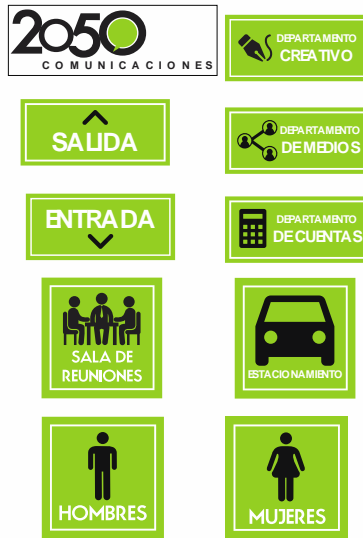 2050
COMUNICACIONES
DEPARTAMENTO
CREATIVO
SALIDA
DEPARTAMENTO
DE MEDIOS
ENTRADA
DEPARTAMENTO
DE CUENTAS
SALA DE
REUNIONES
ESTACIONAMIENTO
HOMBRES
MUJERES